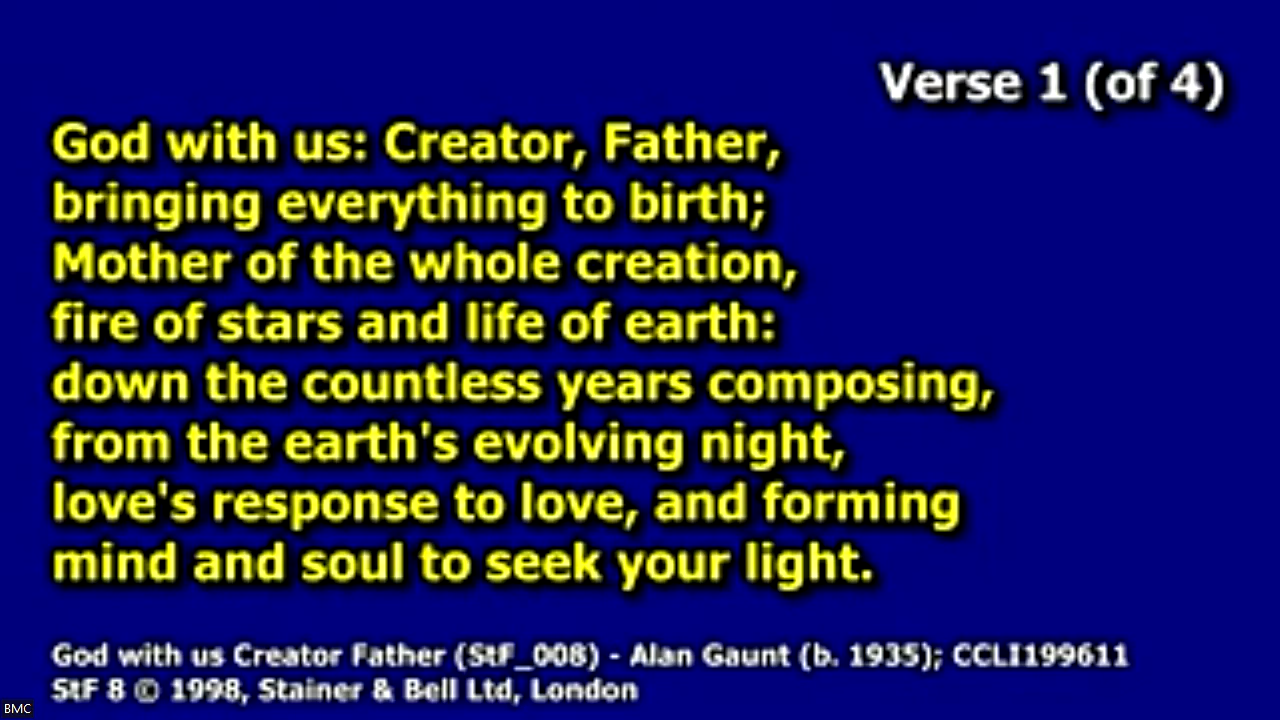 Verse 1 (of 4)
God with us: Creator, Father,
bringing everything to birth;
Mother of the whole creation,
fire of stars and life of earth:
down the countless years composing,
from the earth's evolving night,
love's response to love, and forming
mind and soul to seek your light.
God with us Creator Father (StF_008) - Alan Gaunt (b. 1935); CCLI199611
StF 8 © 1998, Stainer & Bell Ltd, London
BMC